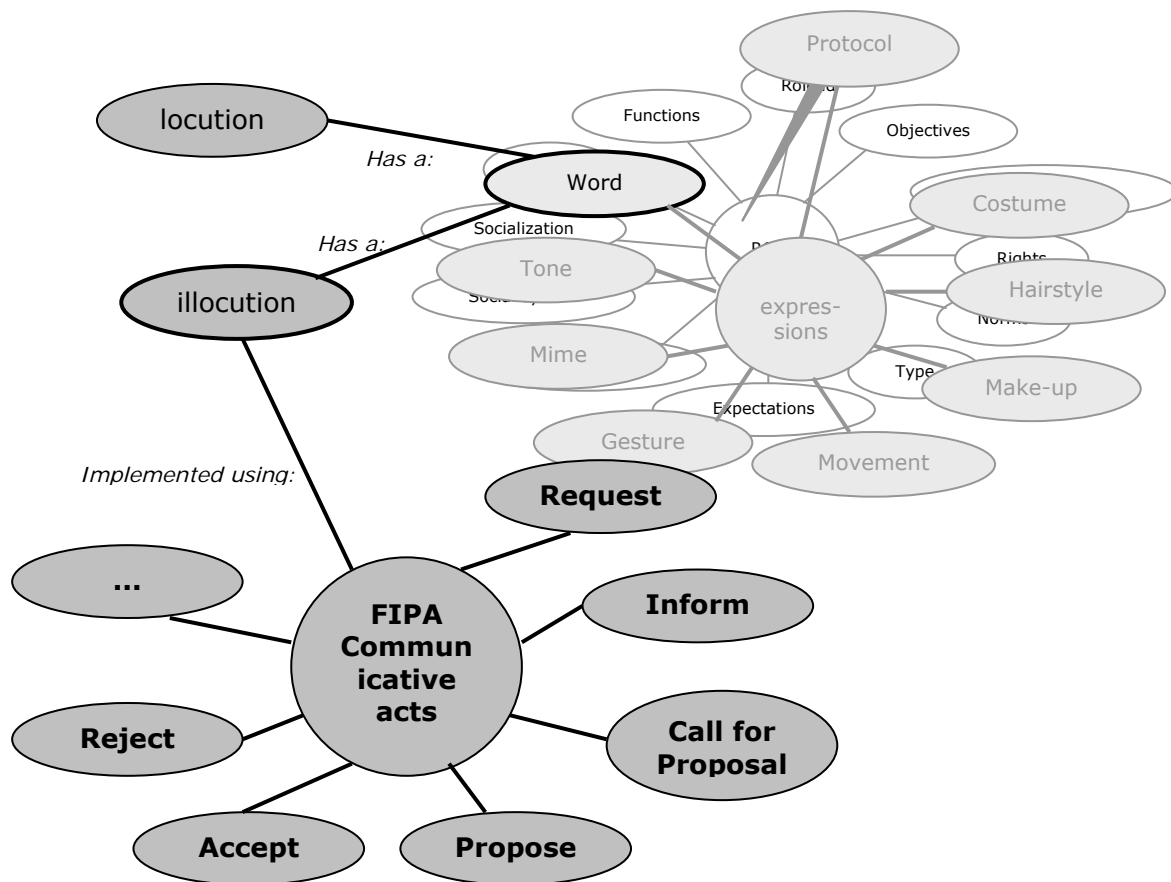 Protocol
Functions
Objectives
locution
Has a:
Word
Costume
Socialization
Has a:
Rights
Tone
Hairstyle
illocution
expres-
sions
Mime
Type
Make-up
Expectations
Gesture
Movement
Implemented using:
Request
...
Inform
FIPA
Commun
icative
acts
Reject
Call for
Proposal
Accept
Propose